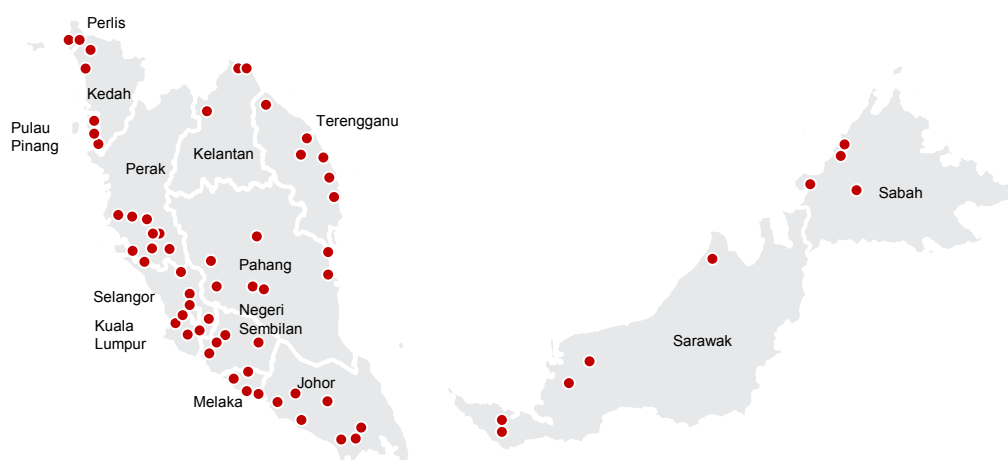 Perlis
Kedah
Pulau
Pinang
Perak
Kelantan
Terengganu
Pahang
Selangor
Kuala
Lumpur
Negeri
Sembilan
Melaka
Johor
Sabah
Sarawak